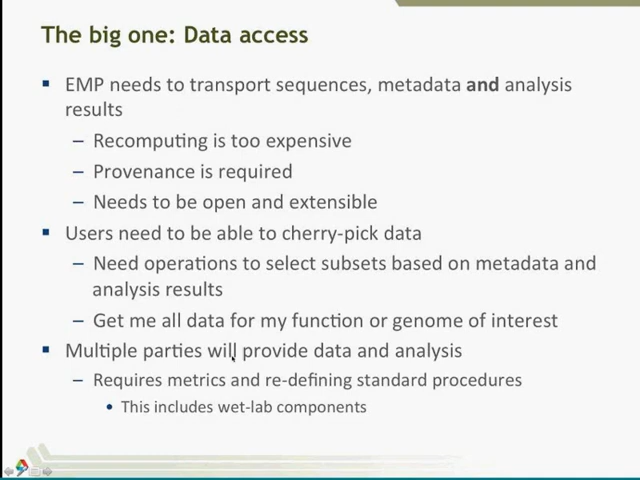 The big one: Data access
▪ EMP needs to transport sequences, metadata and analysis
results
– Recomputing is too expensive
– Provenance is required
– Needs to be open and extensible
▪ Users need to be able to cherry-pick data
– Need operations to select subsets based on metadata and
analysis results
– Get me all data for my function or genome of interest
▪ Multiple parties will provide data and analysis
– Requires metrics and re-defining standard procedures
• This includes wet-lab components